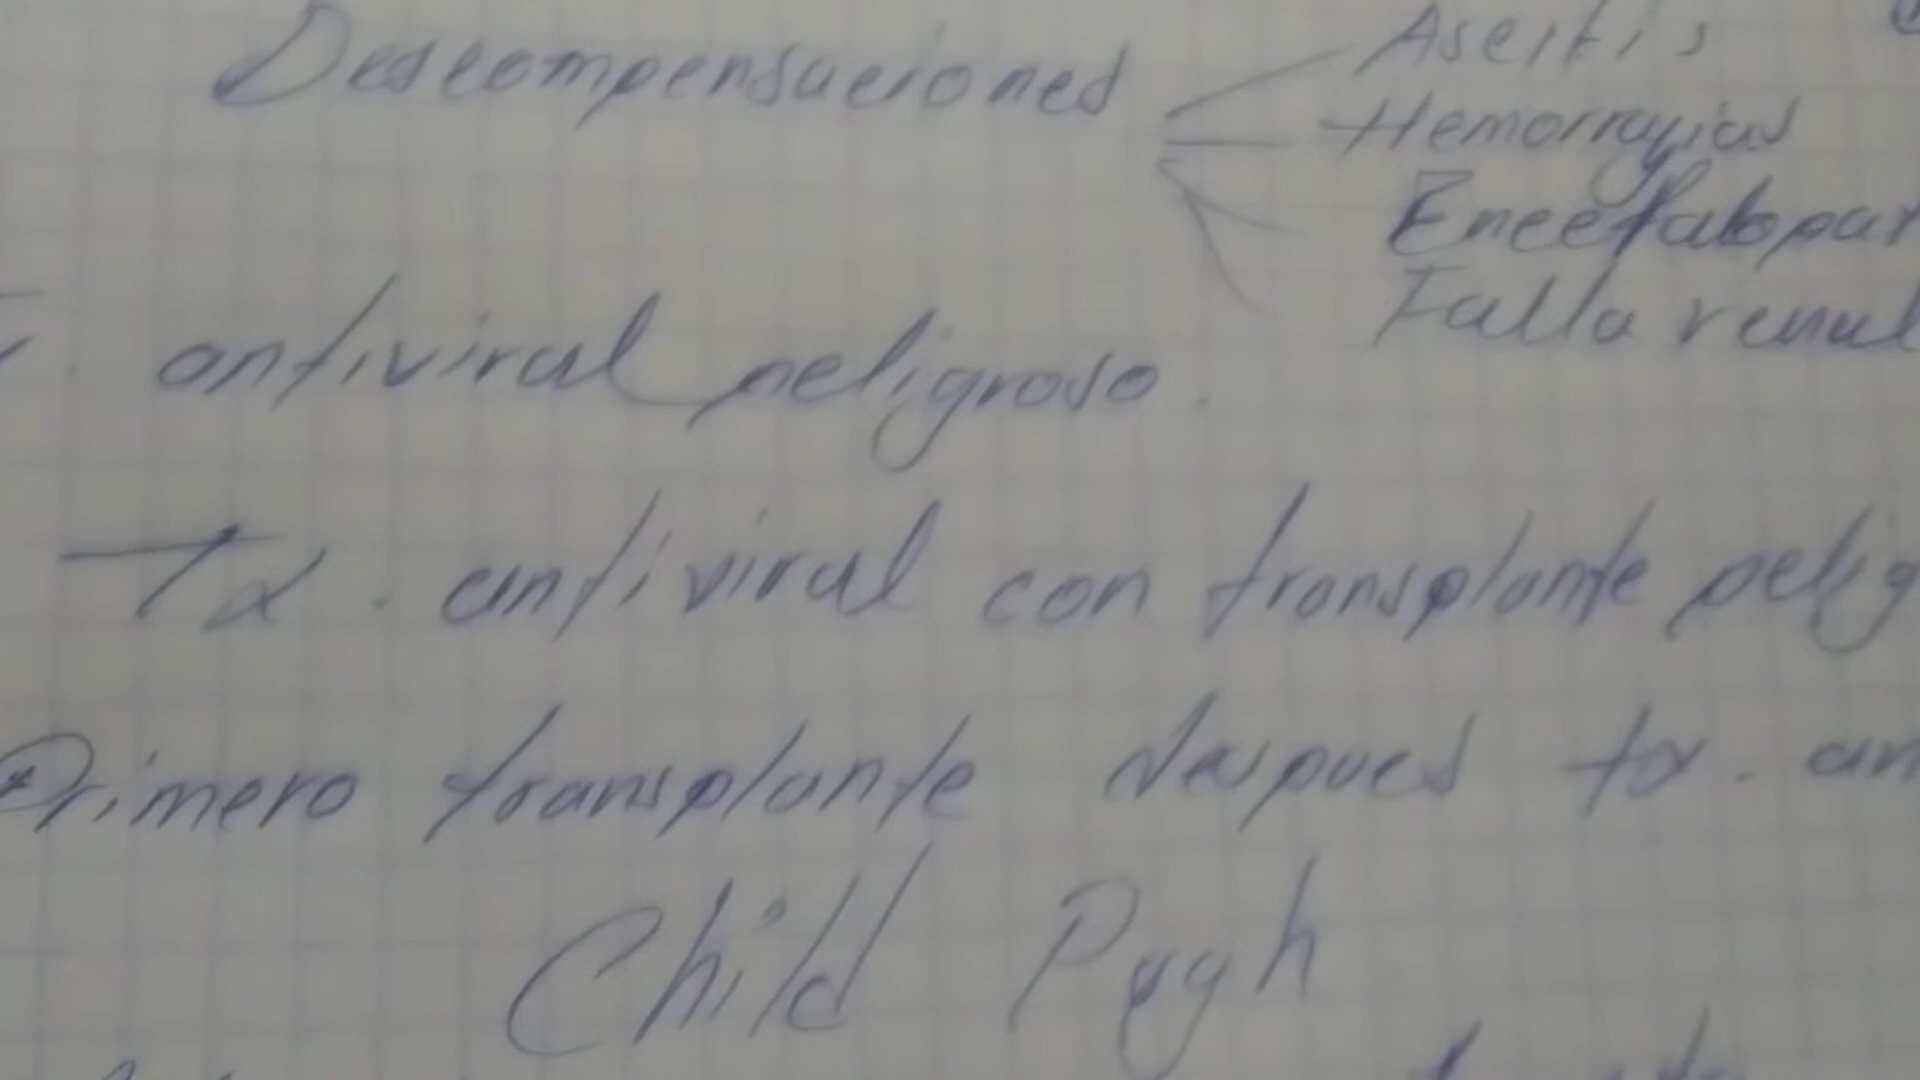 Descompensaciones
Aseitis
Hemorragias
Encefalopat
Falla renal
. antiviral peligroso.
Tx. antiviral con transplante pelig
Primero transplante despues tx. an
Child Pugh